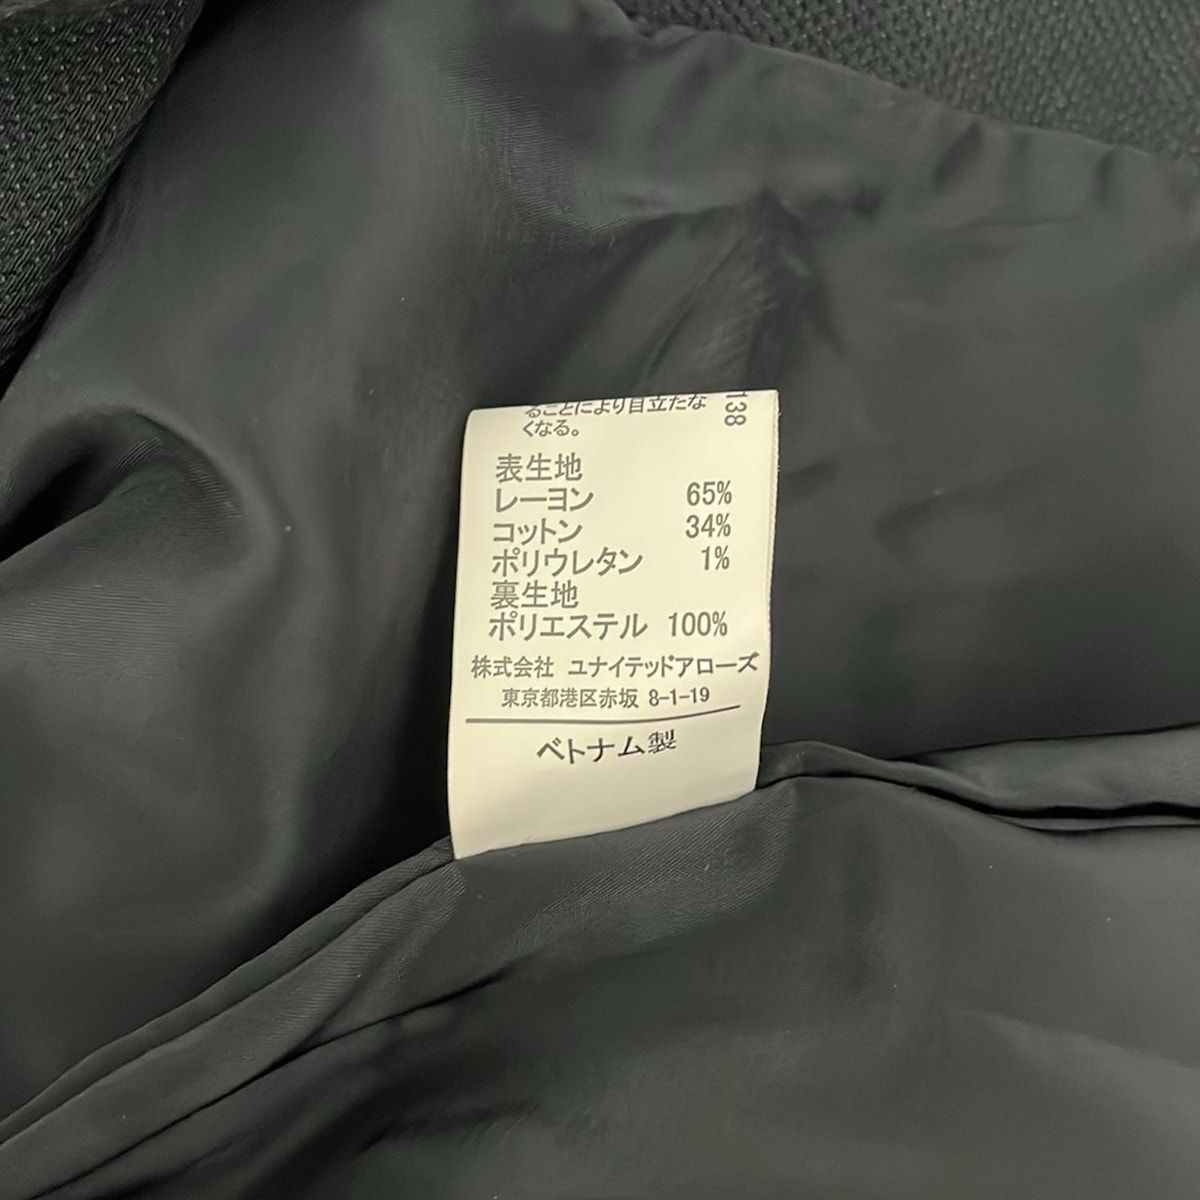 ることにより目立たな
くなる。
138
表生地
レーヨン 65%
コットン 34%
ポリウレタン 1%
裏生地
ポリエステル 100%
株式会社 ユナイテッドアローズ
東京都港区赤坂 8-1-19
ベトナム製